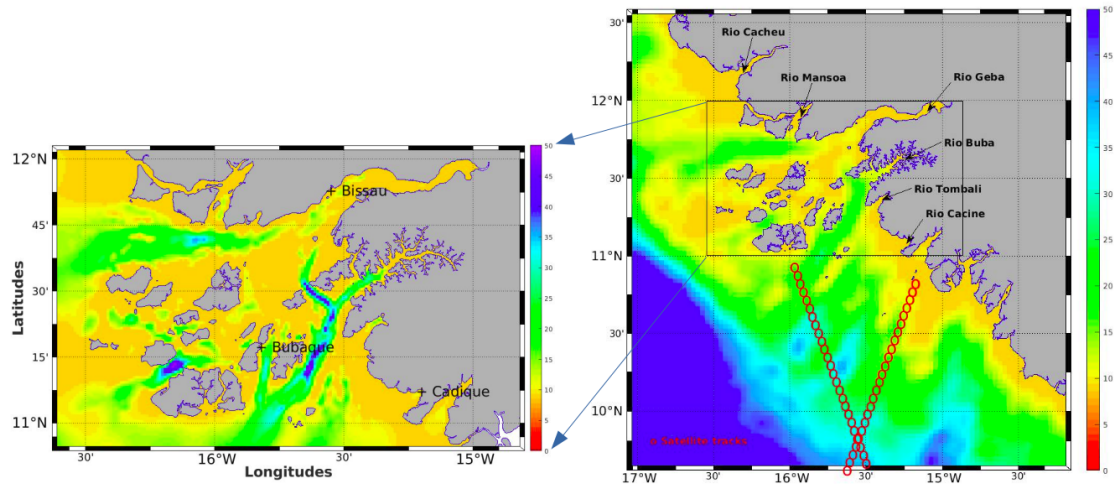 12°N
45'
30'
15'
11°N
Latitudes
30'
16°W
30'
15°W
Longitudes
Bissau
Bubaque
Cadique
50
45
40
35
30
25
20
15
10
5
0
30'
12°N
30'
11°N
30'
10°N
17°W
30'
16°W
30'
15°W
30'
Rio Cacheu
Rio Mansoa
Rio Geba
Rio Buba
Rio Tombali
Rio Cacine
Satélite tracks
50
45
40
35
30
25
20
15
10
5
0